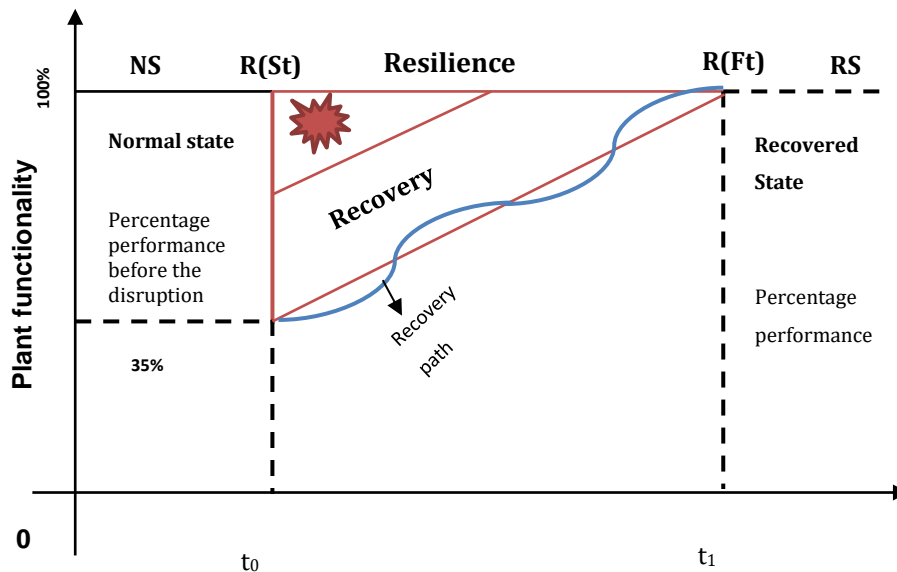 NS
R(St)
Resilience
R(Ft)
RS
100%
Normal state
Recovery
Recovered
State
Percentage
performance
before the
disruption
Percentage
performance
Recovery
path
35%
Plant functionality
0
t₀
t₁